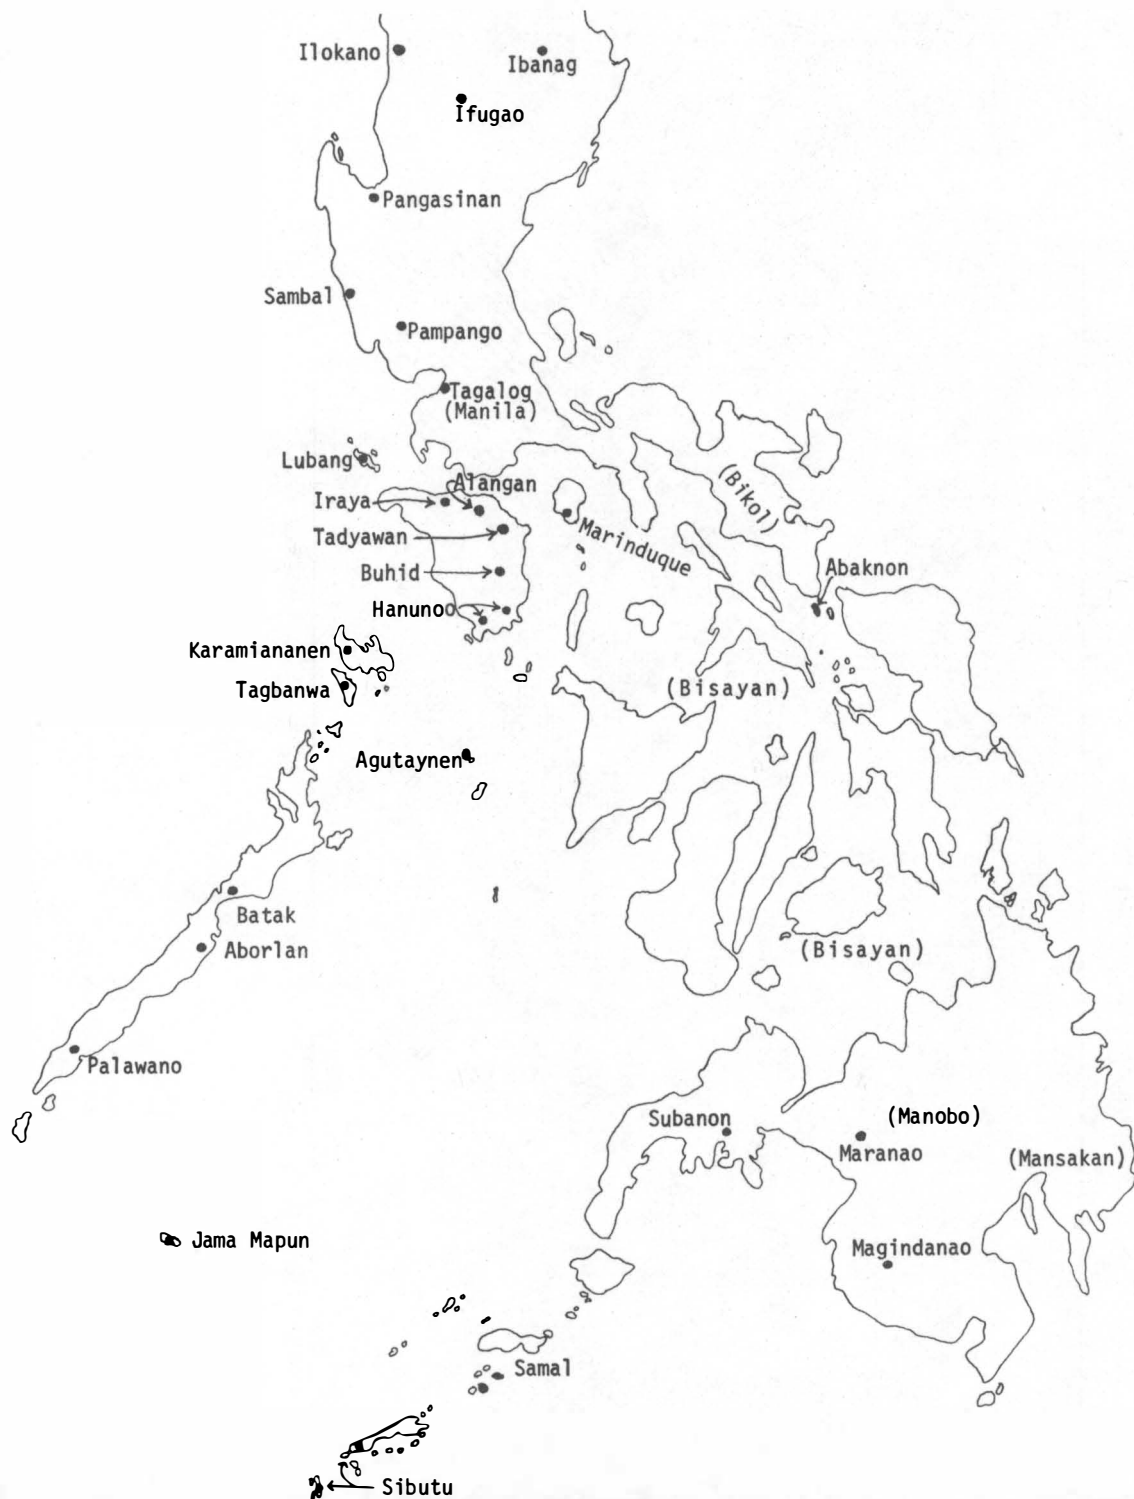 Ilokano
Ibanag
Ifugao
Pangasinan
Sambal
Pampango
Tagalog
(Manila)
Lubang
Alangan
Iraya
(Bikol)
Tadyawan
Marinduque
Buhid
Abaknon
Hanunoo
Karamiananen
Tagbanwa
(Bisayan)
Agutaynen
Batak
Aborlan
(Bisayan)
Palawano
Subanon
(Manobo)
Maranao
(Mansakan)
Jama Mapun
Magindanao
Samal
Sibutu